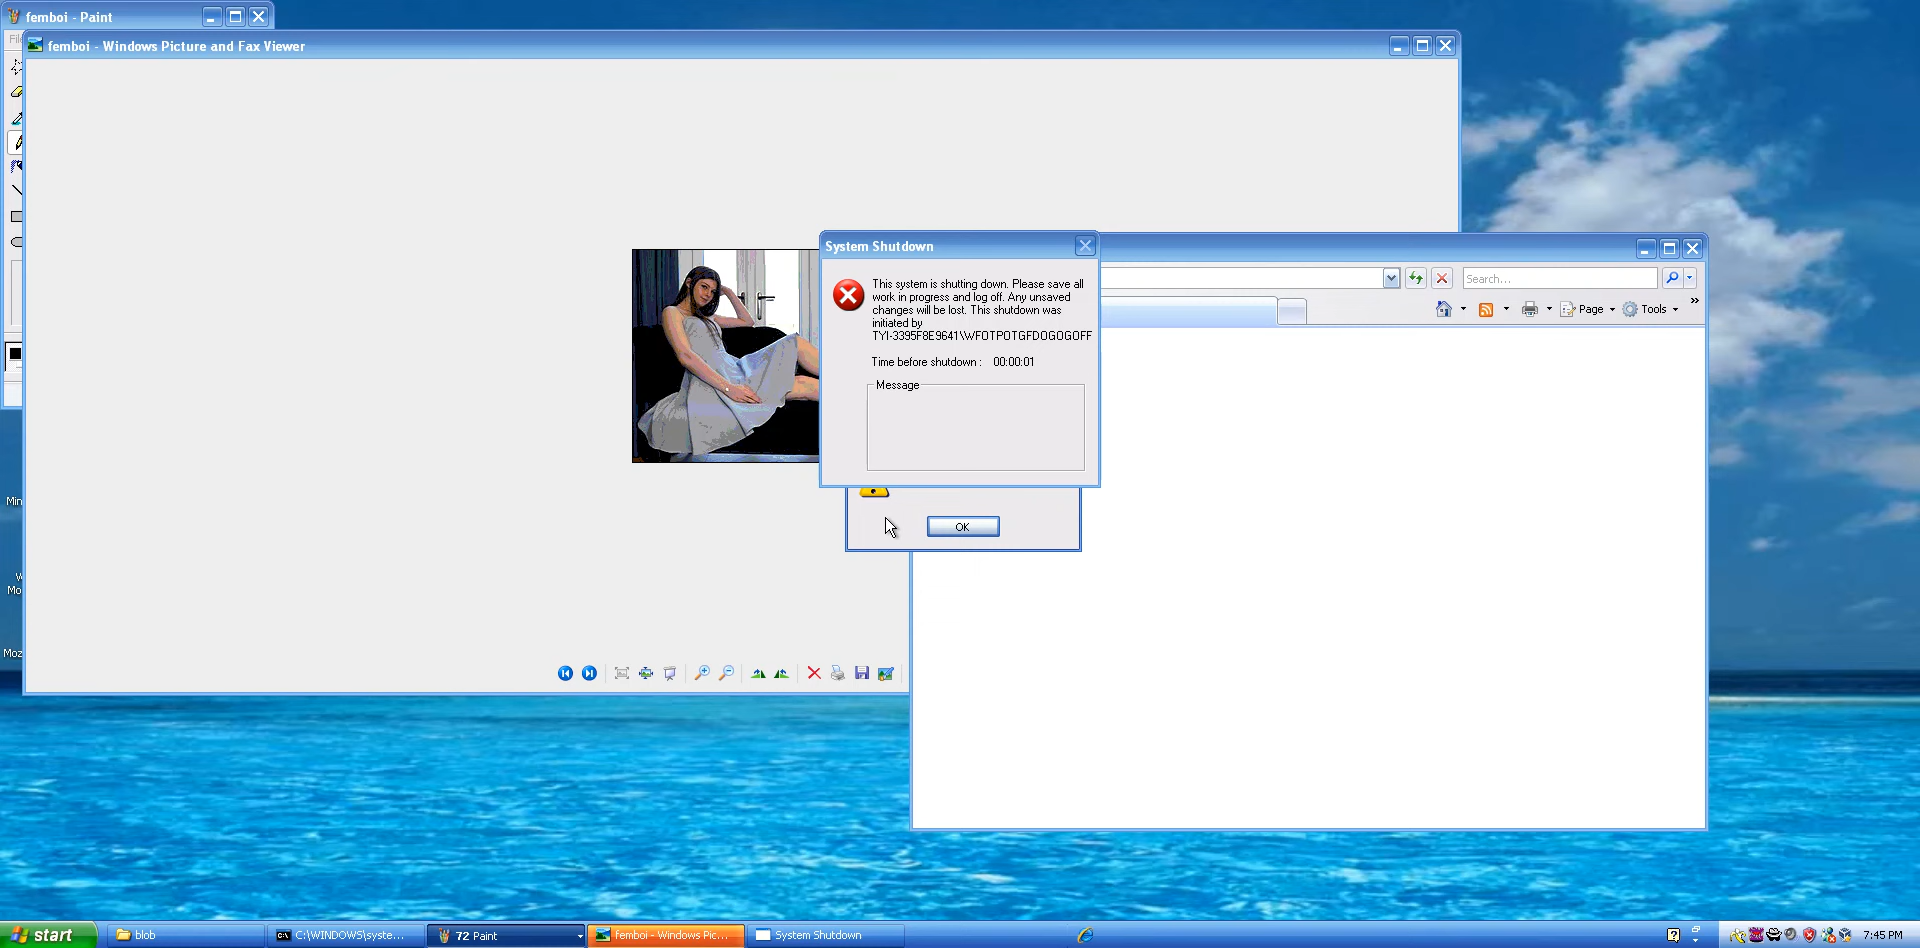 femboi - Paint
File
femboi - Windows Picture and Fax Viewer
System Shutdown
This system is shutting down. Please save all
work in progress and log off. Any unsaved
changes will be lost. This shutdown was
initiated by
TYI-3395F8E9641\WFOTPOTGFDOGOGOFF
Time before shutdown : 00:00:01
Message
OK
Search...
Page
Tools
Min
W
Mo
Moz
start
blob
C:\WINDOWS\syste...
72 Paint
femboi - Windows Pic...
System Shutdown
7:45 PM